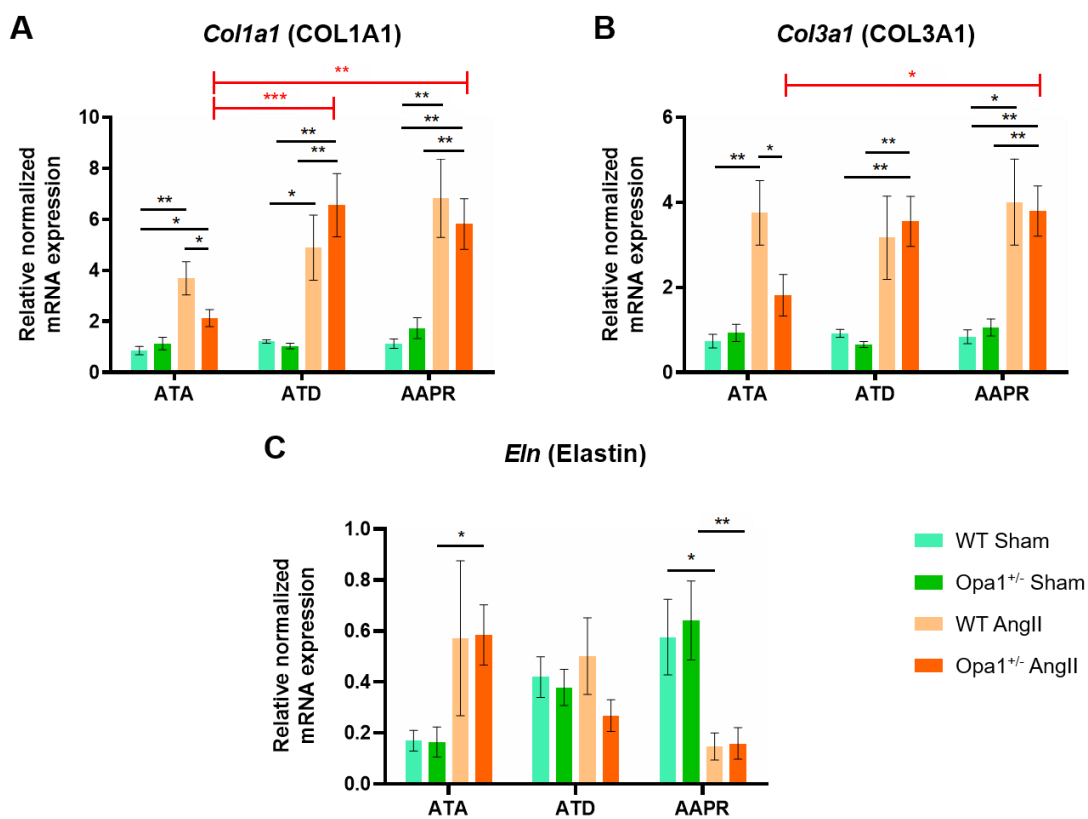 A
Col1a1 (COL1A1)
**
***
** ** **
** ** ** ** *
** * *
Relative normalized
mRNA expression
10
8
6
4
2
0
ATA ATD AAPR
B
Col3a1 (COL3A1)
*
* ** **
** * ** **
Relative normalized
mRNA expression
6
4
2
0
ATA ATD AAPR
C
Eln (Elastin)
* * **
Relative normalized
mRNA expression
1.0
0.8
0.6
0.4
0.2
0.0
ATA ATD AAPR
WT Sham
Opa1+/- Sham
WT AngII
Opa1+/- AngII